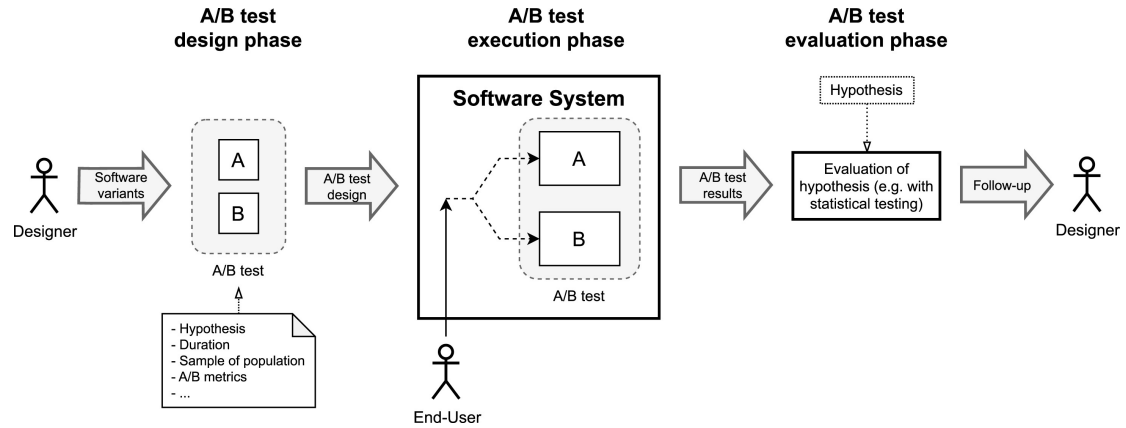 A/B test
design phase
A/B test
execution phase
A/B test
evaluation phase
Designer
Software
variants
A
B
A/B test
- Hypothesis
- Duration
- Sample of population
- A/B metrics
- ...
A/B test
design
Software System
A
B
A/B test
End-User
A/B test
results
Hypothesis
Evaluation of
hypothesis (e.g. with
statistical testing)
Follow-up
Designer